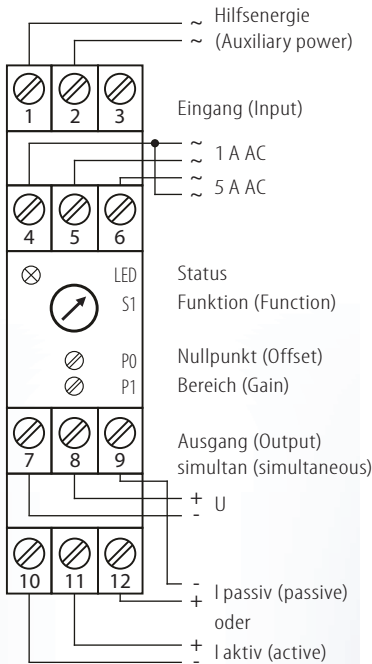 ~ Hilfsenergie
~ (Auxiliary power)
1 2 3
Eingang (Input)
~
~ 1 A AC
~
~ 5 A AC
4 5 6
LED Status
S1 Funktion (Function)
P0 Nullpunkt (Offset)
P1 Bereich (Gain)
7 8 9
Ausgang (Output)
simultan (simultaneous)
+ U
-
10 11 12
-
+ I passiv (passive)
oder
+ I aktiv (active)
-